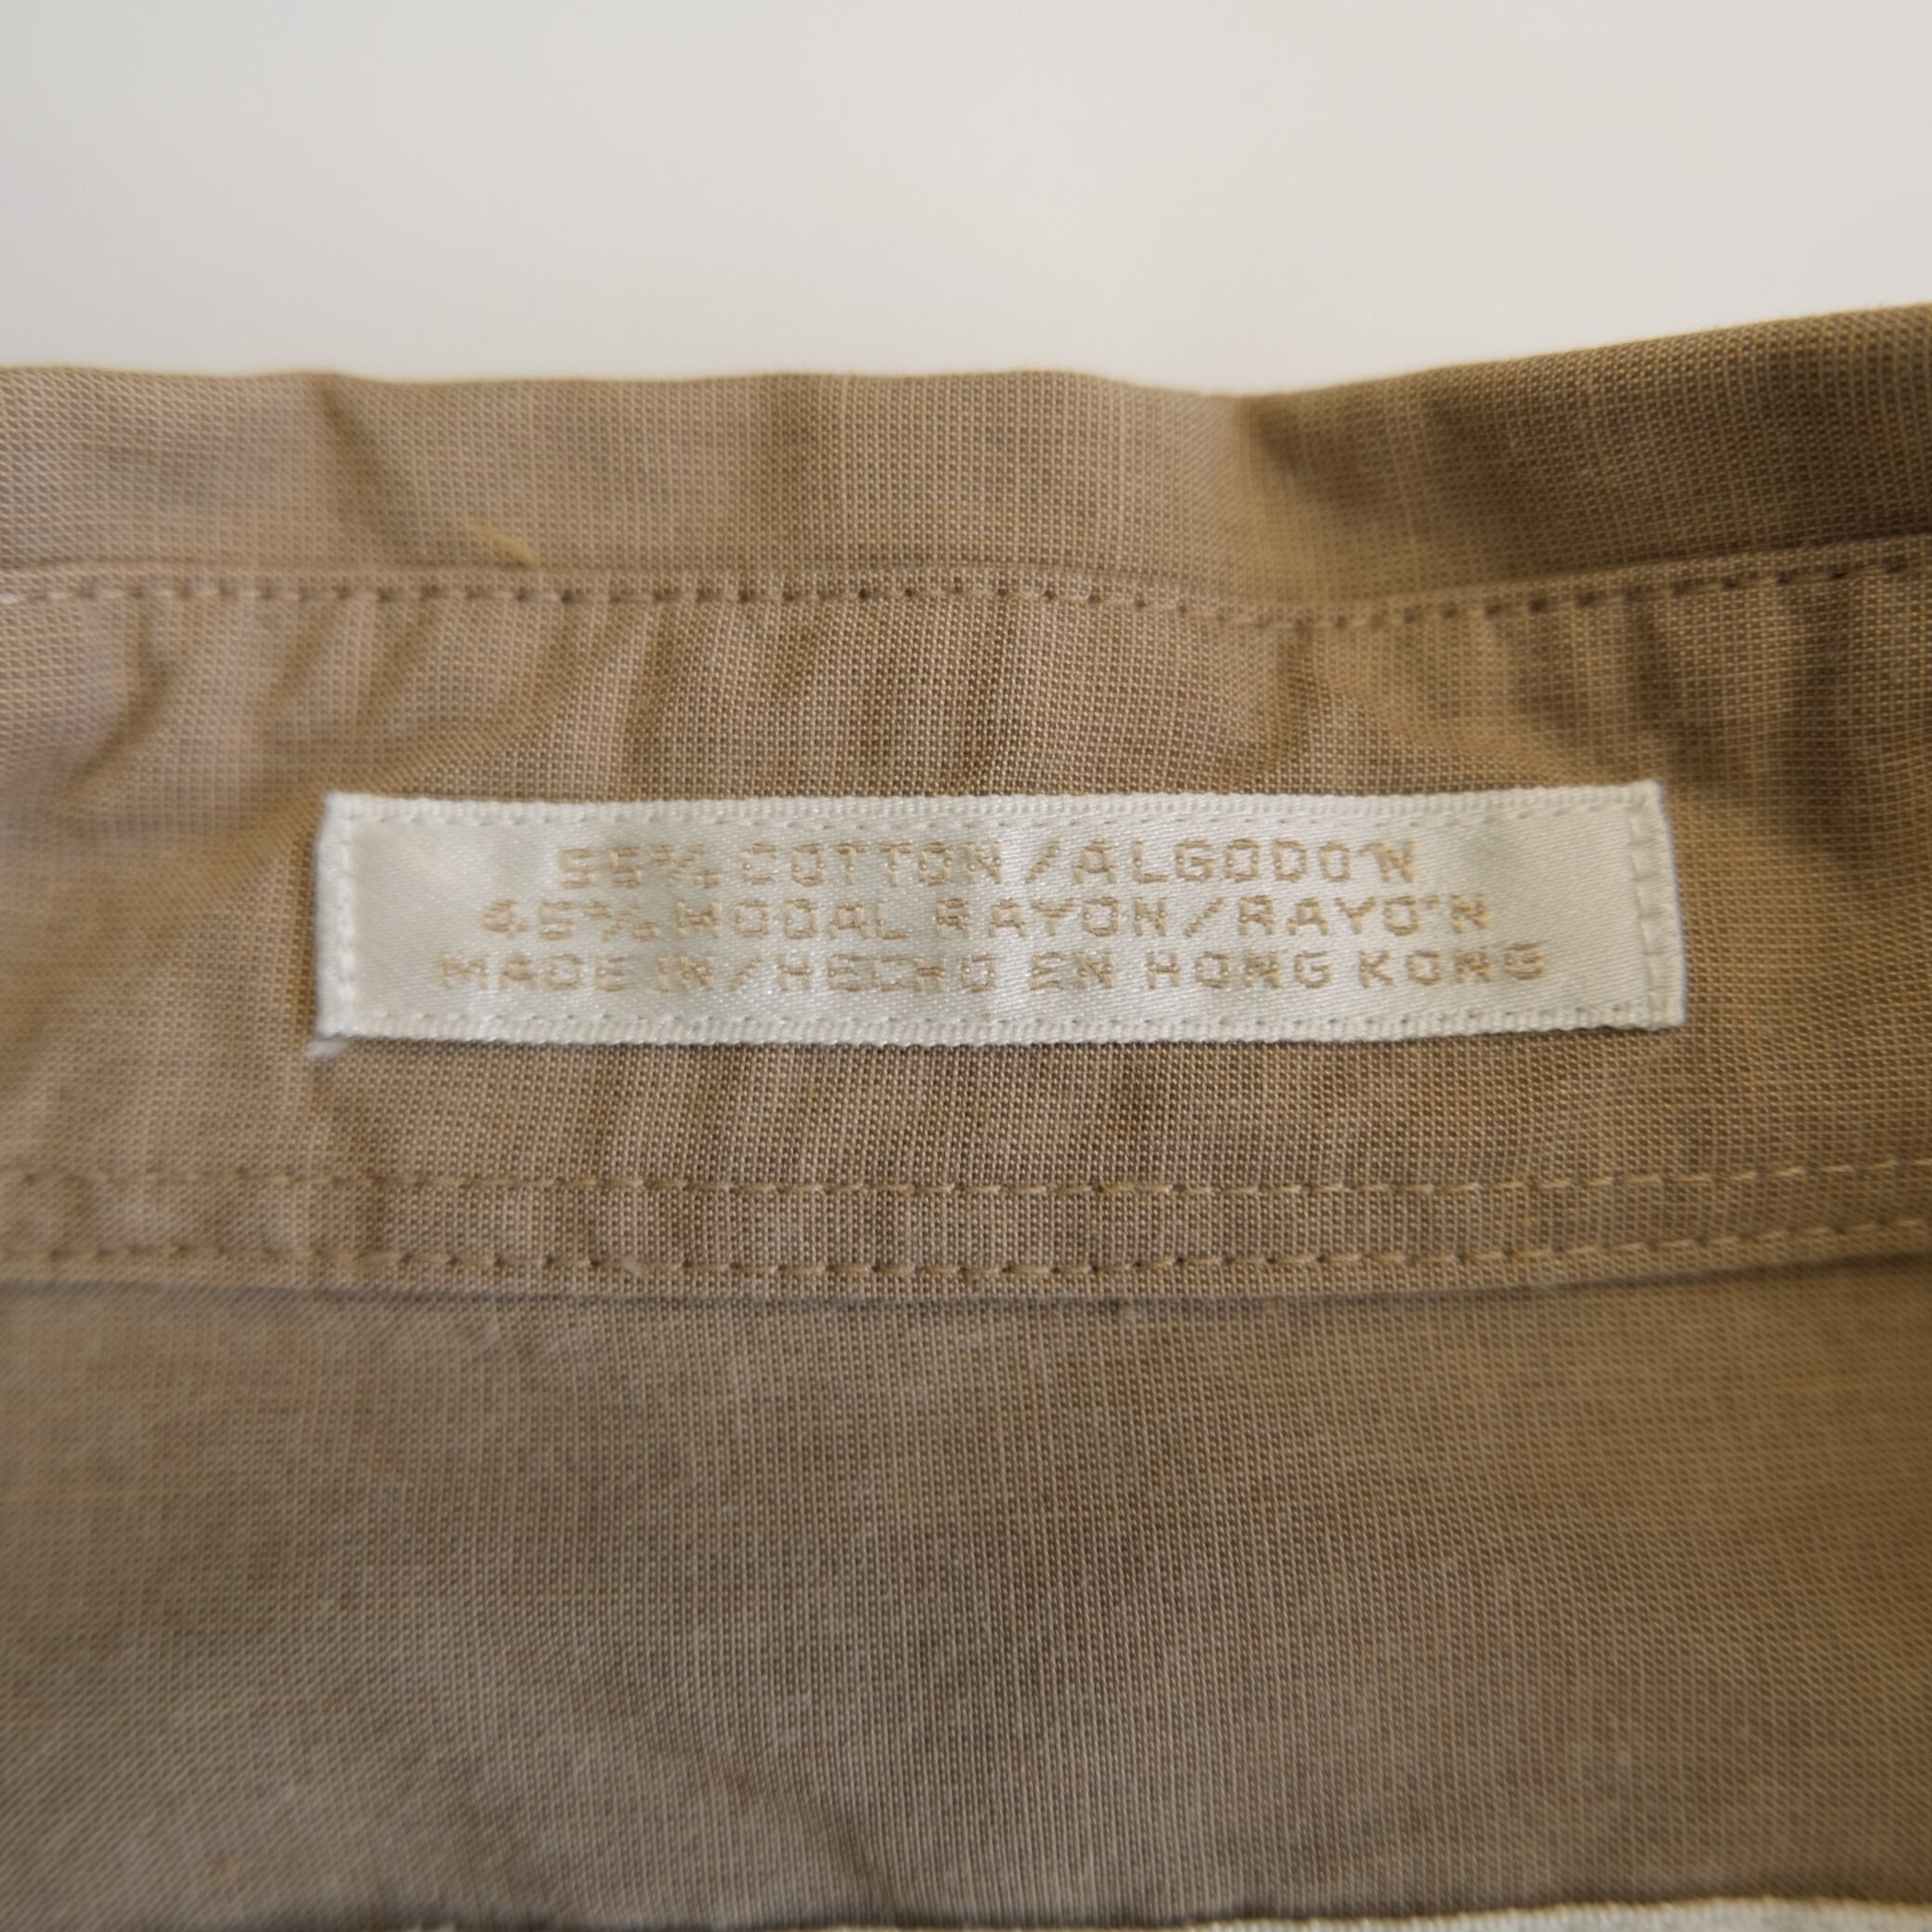 55% COTTON/ALGODO'N
45% MODAL RAYON/RAYO'N
MADE IN/HECHO EN HONG KONG